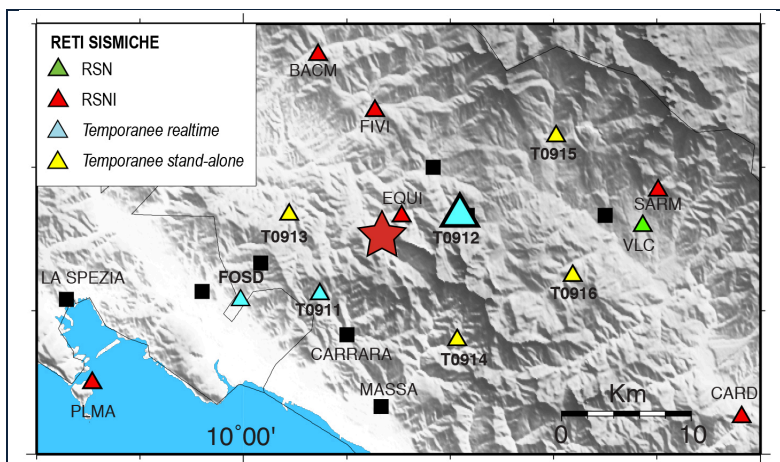 RETI SISMICHE
RSN
RSNI
Temporanee realtime
Temporanee stand-alone
BACM
FIVI
T0915
EQUI
SARM
T0913
T0912
VLC
LA SPEZIA
FOSD
T0911
T0916
CARRARA
T0914
MASSA
Km
CARD
PLMA
10°00'
0
10